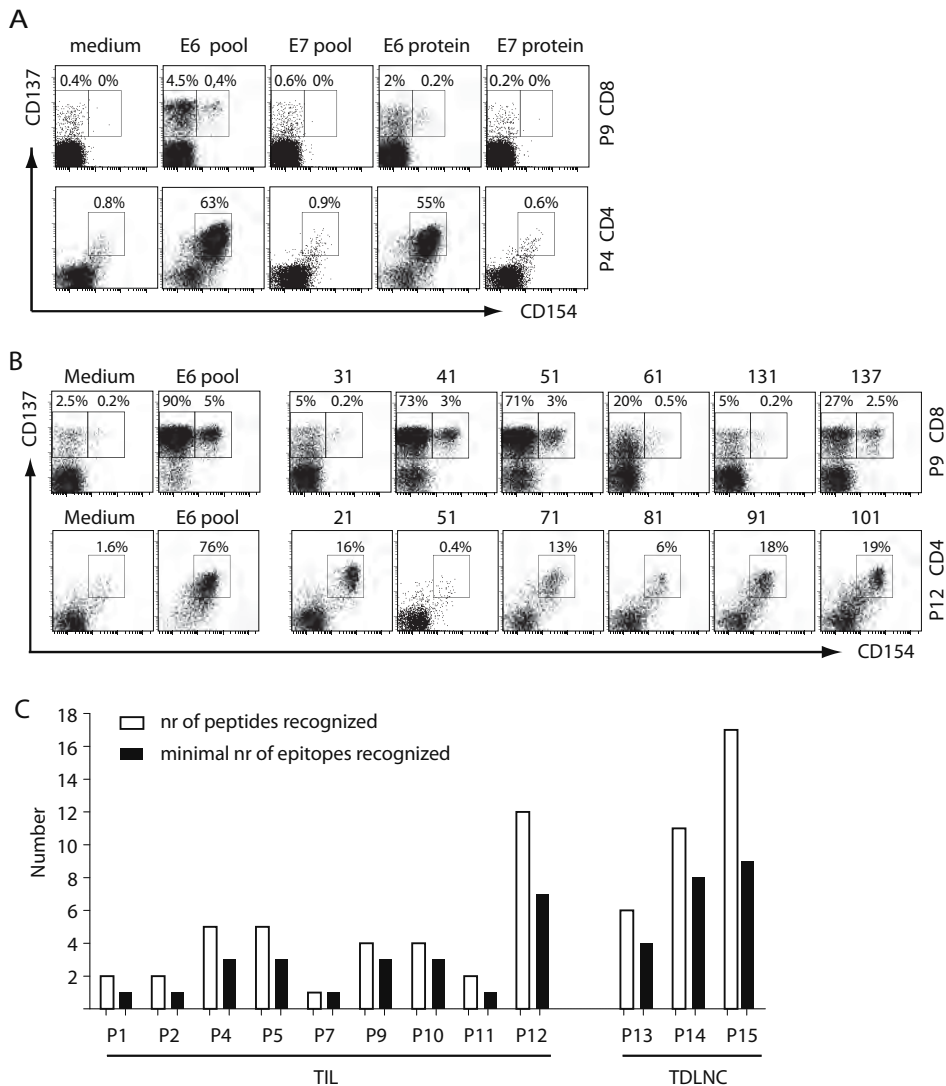 A
medium E6 pool E7 pool E6 protein E7 protein
CD137
0.4% 0% 4.5% 0,4% 0.6% 0% 2% 0.2% 0.2% 0%
P9 CD8
0.8% 63% 0.9% 55% 0.6%
P4 CD4
CD154
B
Medium E6 pool 31 41 51 61 131 137
CD137
2.5% 0.2% 90% 5% 5% 0.2% 73% 3% 71% 3% 20% 0.5% 5% 0.2% 27% 2.5%
P9 CD8
Medium E6 pool 21 51 71 81 91 101
1.6% 76% 16% 0.4% 13% 6% 18% 19%
P12 CD4
CD154
C
nr of peptides recognized
minimal nr of epitopes recognized
Number
18
16
14
12
10
8
6
4
2
P1 P2 P4 P5 P7 P9 P10 P11 P12 P13 P14 P15
TIL TDLNC